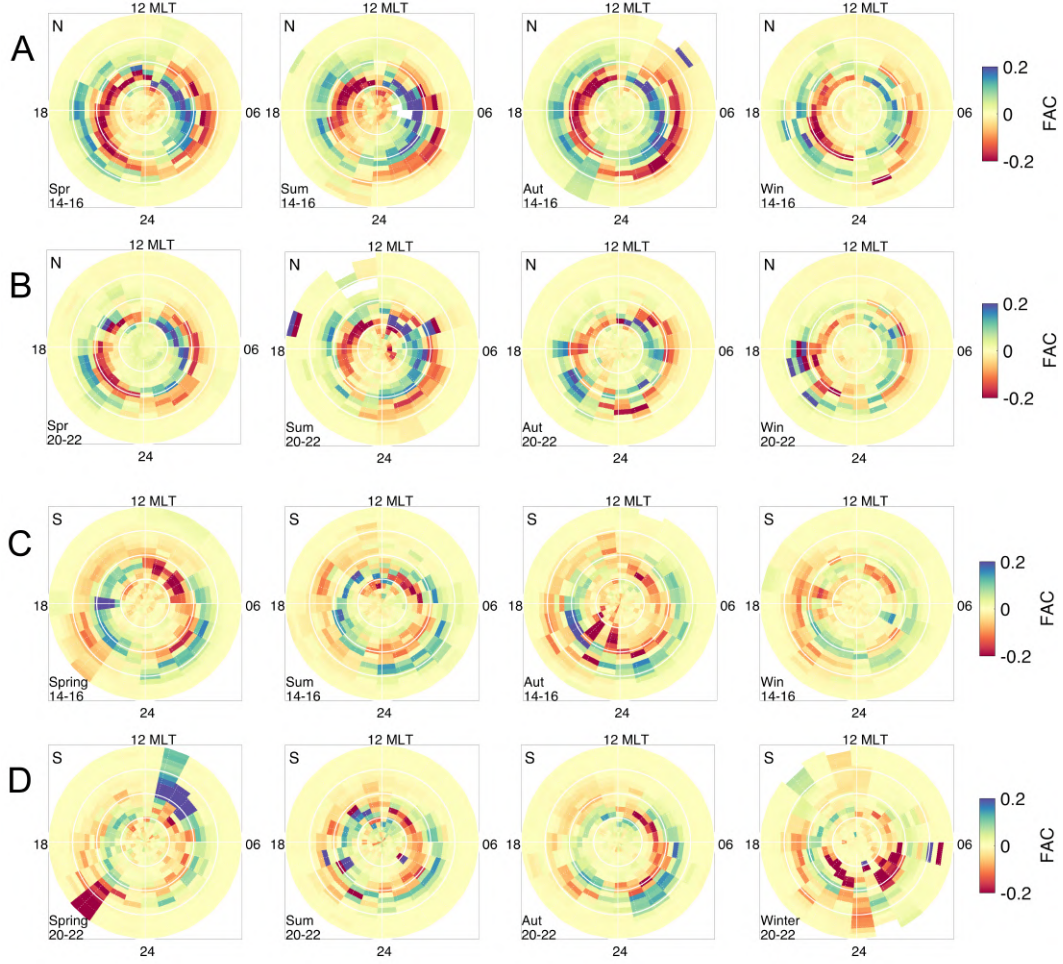 12 MLT 12 MLT 12 MLT 12 MLT
A N N N N
0.2
18 06 18 06 18 06 18 06 0 FAC
-0.2
Spr Sum Aut Win
14-16 14-16 14-16 14-16
24 24 24 24
12 MLT 12 MLT 12 MLT 12 MLT
B N N N N
0.2
18 06 18 06 18 06 18 06 0 FAC
-0.2
Spr Sum Aut Win
20-22 20-22 20-22 20-22
24 24 24 24
12 MLT 12 MLT 12 MLT 12 MLT
C S S S S
0.2
18 06 18 06 18 06 18 06 0 FAC
-0.2
Spring Sum Aut Win
14-16 14-16 14-16 14-16
24 24 24 24
12 MLT 12 MLT 12 MLT 12 MLT
D S S S S
0.2
18 06 18 06 18 06 18 06 0 FAC
-0.2
Spring Sum Aut Winter
20-22 20-22 20-22 20-22
24 24 24 24